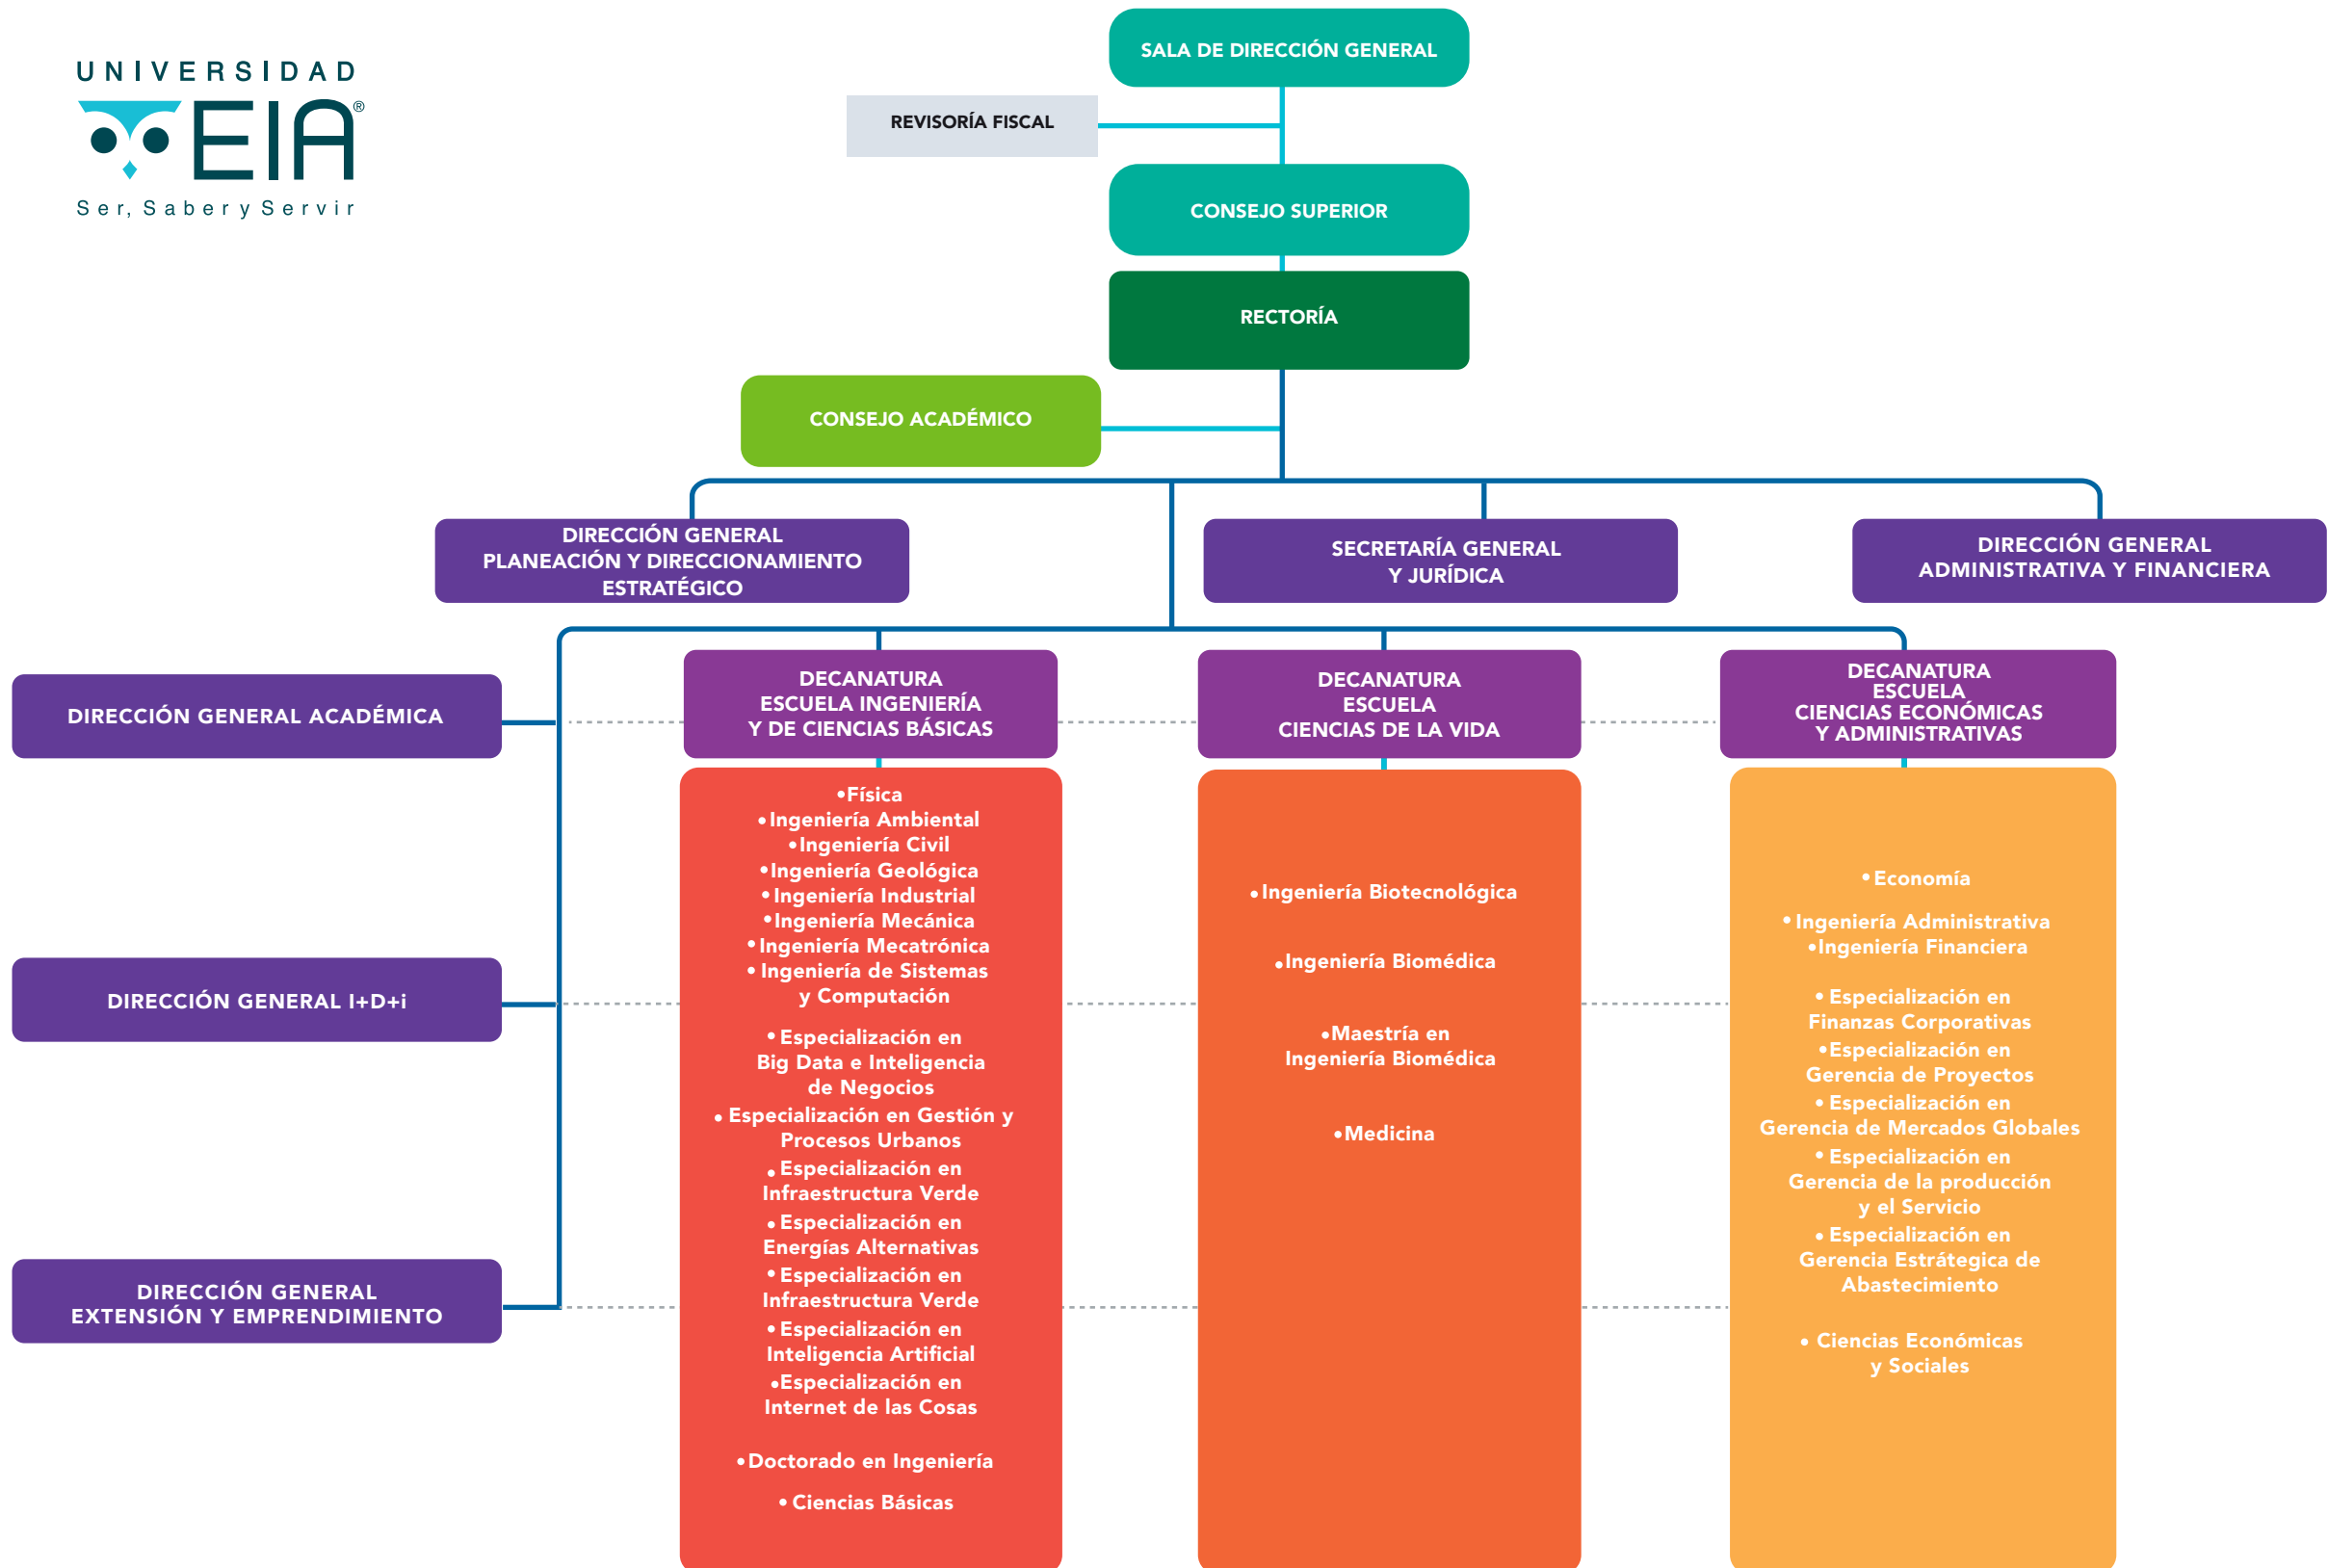 UNIVERSIDAD
EIA®
Ser, Saber y Servir
SALA DE DIRECCIÓN GENERAL
REVISORÍA FISCAL
CONSEJO SUPERIOR
RECTORÍA
CONSEJO ACADÉMICO
DIRECCIÓN GENERAL
PLANEACIÓN Y DIRECCIONAMIENTO
ESTRATÉGICO
SECRETARÍA GENERAL
Y JURÍDICA
DIRECCIÓN GENERAL
ADMINISTRATIVA Y FINANCIERA
DIRECCIÓN GENERAL ACADÉMICA
DIRECCIÓN GENERAL I+D+i
DIRECCIÓN GENERAL
EXTENSIÓN Y EMPRENDIMIENTO
DECANATURA
ESCUELA INGENIERÍA
Y DE CIENCIAS BÁSICAS
•Física
•Ingeniería Ambiental
•Ingeniería Civil
•Ingeniería Geológica
•Ingeniería Industrial
•Ingeniería Mecánica
•Ingeniería Mecatrónica
•Ingeniería de Sistemas
y Computación
•Especialización en
Big Data e Inteligencia
de Negocios
•Especialización en Gestión y
Procesos Urbanos
•Especialización en
Infraestructura Verde
•Especialización en
Energías Alternativas
•Especialización en
Infraestructura Verde
•Especialización en
Inteligencia Artificial
•Especialización en
Internet de las Cosas
•Doctorado en Ingeniería
•Ciencias Básicas
DECANATURA
ESCUELA
CIENCIAS DE LA VIDA
•Ingeniería Biotecnológica
•Ingeniería Biomédica
•Maestría en
Ingeniería Biomédica
•Medicina
DECANATURA
ESCUELA
CIENCIAS ECONÓMICAS
Y ADMINISTRATIVAS
•Economía
•Ingeniería Administrativa
•Ingeniería Financiera
•Especialización en
Finanzas Corporativas
•Especialización en
Gerencia de Proyectos
•Especialización en
Gerencia de Mercados Globales
•Especialización en
Gerencia de la producción
y el Servicio
•Especialización en
Gerencia Estrátegica de
Abastecimiento
•Ciencias Económicas
y Sociales